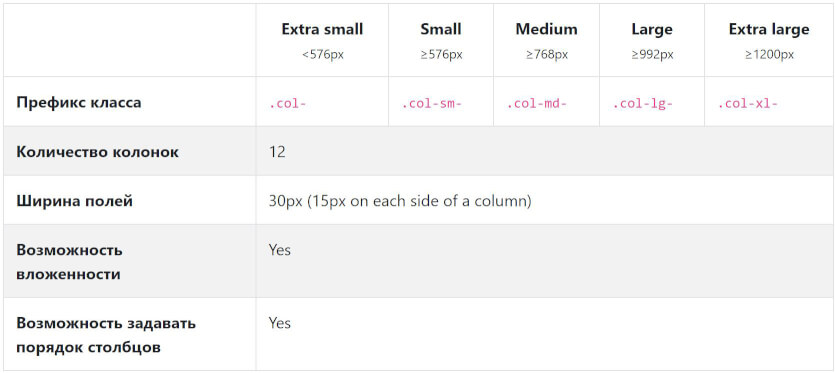 Extra small Small Medium Large Extra large
<576px ≥576px ≥768px ≥992px ≥1200px
Префикс класса .col- .col-sm- .col-md- .col-lg- .col-xl-
Количество колонок 12
Ширина полей 30px (15px on each side of a column)
Возможность Yes
вложенности
Возможность задавать Yes
порядок столбцов